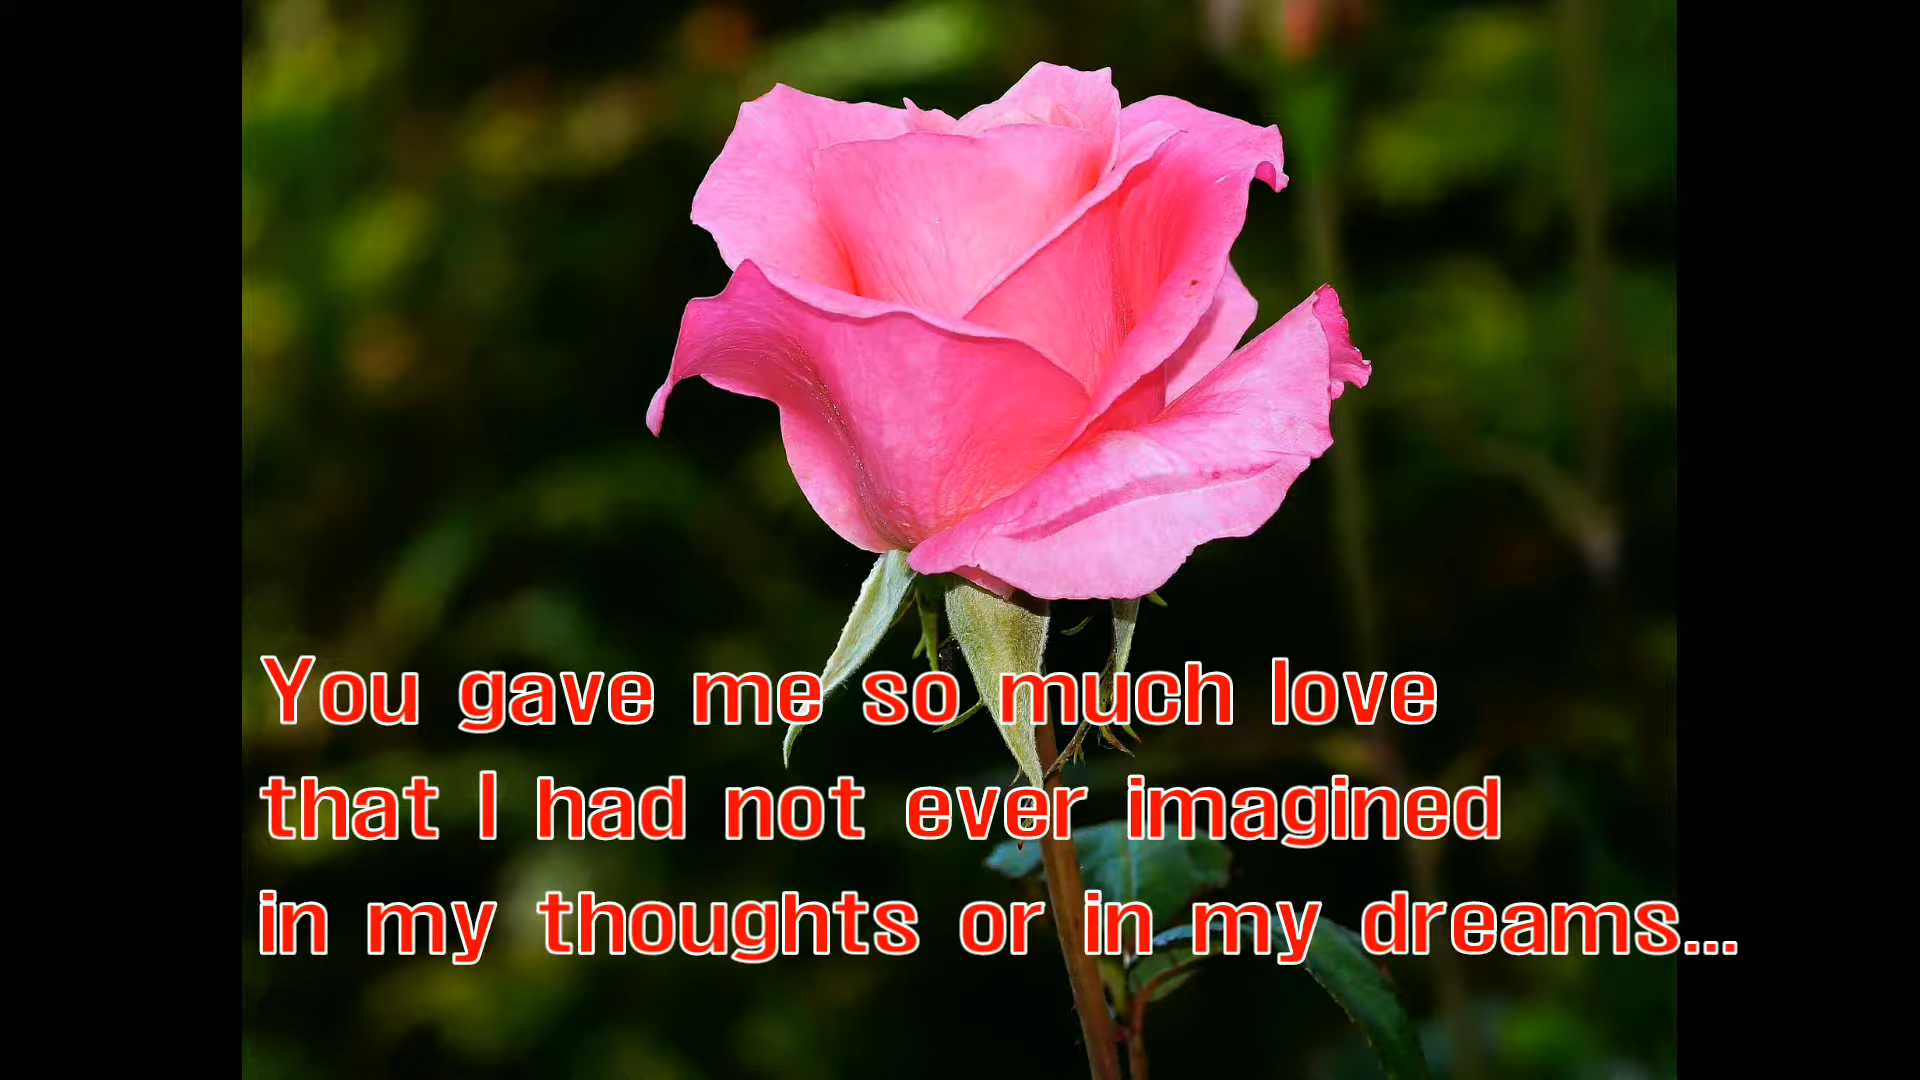 You gave me so much love
that I had not ever imagined
in my thoughts or in my dreams...